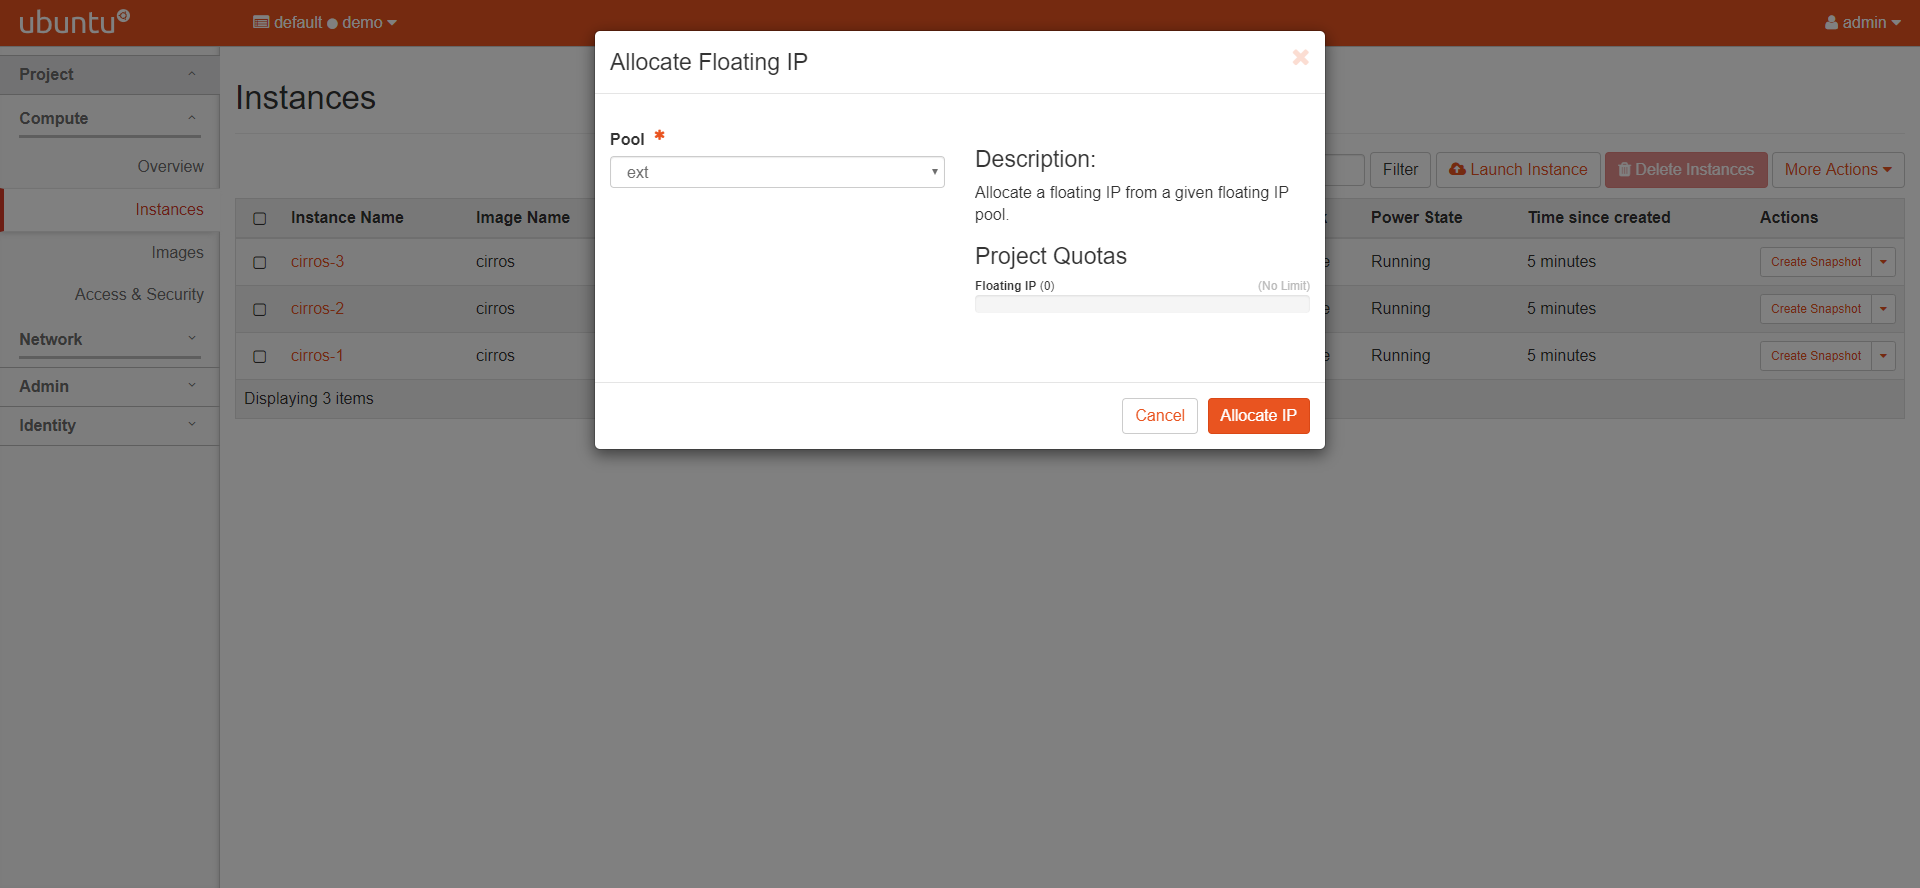 ubuntu
default demo
admin
Project
Compute
Overview
Instances
Images
Access & Security
Network
Admin
Identity
Instances
Filter
Launch Instance
Delete Instances
More Actions
Instance Name Image Name Power State Time since created Actions
cirros-3 cirros Running 5 minutes Create Snapshot
cirros-2 cirros Running 5 minutes Create Snapshot
cirros-1 cirros Running 5 minutes Create Snapshot
Displaying 3 items
Allocate Floating IP
Pool *
ext
Description:
Allocate a floating IP from a given floating IP
pool.
Project Quotas
Floating IP (0) (No Limit)
Cancel
Allocate IP